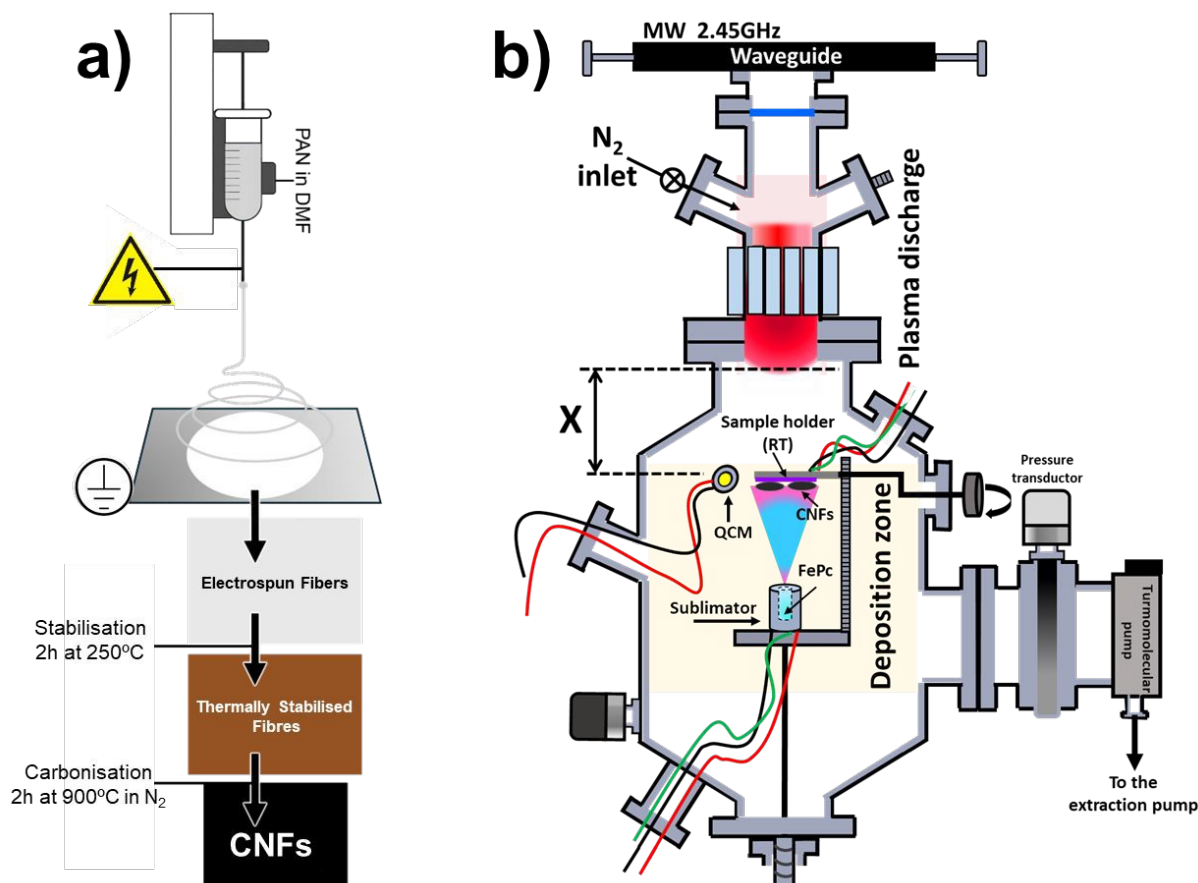 a)
PAN in DMF
Electrospun Fibers
Stabilisation
2h at 250ºC
Thermally Stabilised
Fibres
Carbonisation
2h at 900ºC in N₂
CNFs
b)
MW 2.45GHz
Waveguide
N₂
inlet
Plasma discharge
X
Sample holder
(RT)
QCM
CNFs
FePc
Sublimator
Deposition zone
Pressure
transductor
Turmomolecular
pump
To the
extraction pump